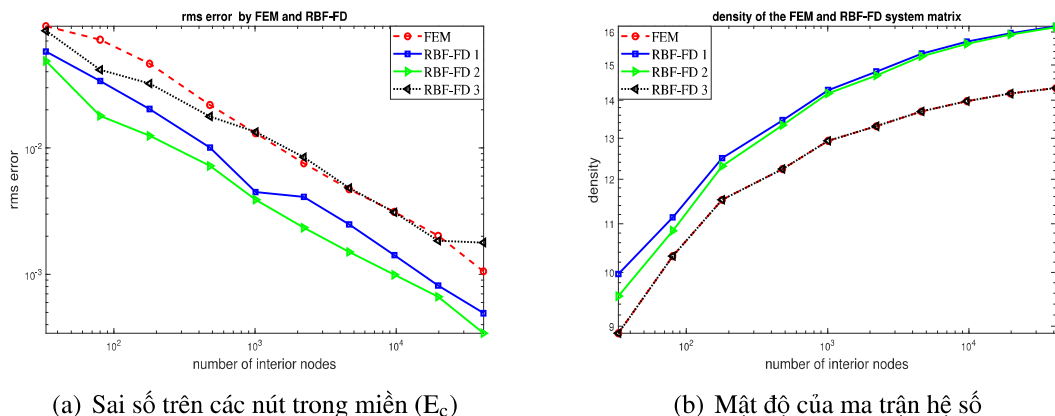 rms error by FEM and RBF-FD
FEM
RBF-FD 1
RBF-FD 2
RBF-FD 3
10^-2
10^-3
rms error
10^2
10^3
10^4
number of interior nodes
(a) Sai số trên các nút trong miền (E_c)
density of the FEM and RBF-FD system matrix
FEM
RBF-FD 1
RBF-FD 2
RBF-FD 3
16
15
14
13
12
11
10
9
density
10^2
10^3
10^4
number of interior nodes
(b) Mật độ của ma trận hệ số